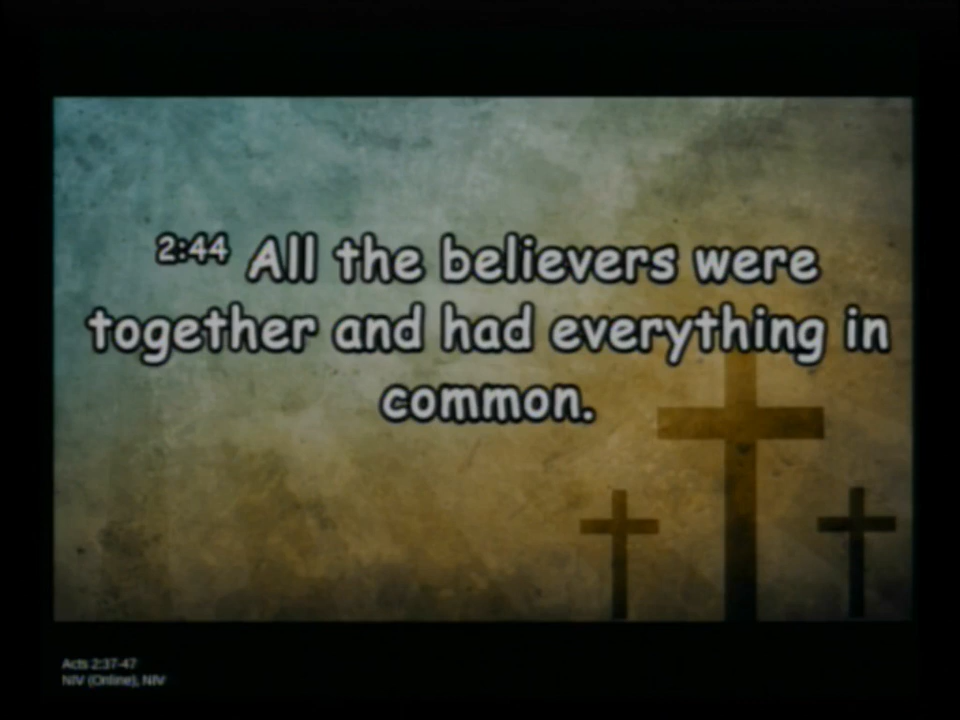 2:44 All the believers were
together and had everything in
common.
Acts 2:37-47
NIV (Online), NIV